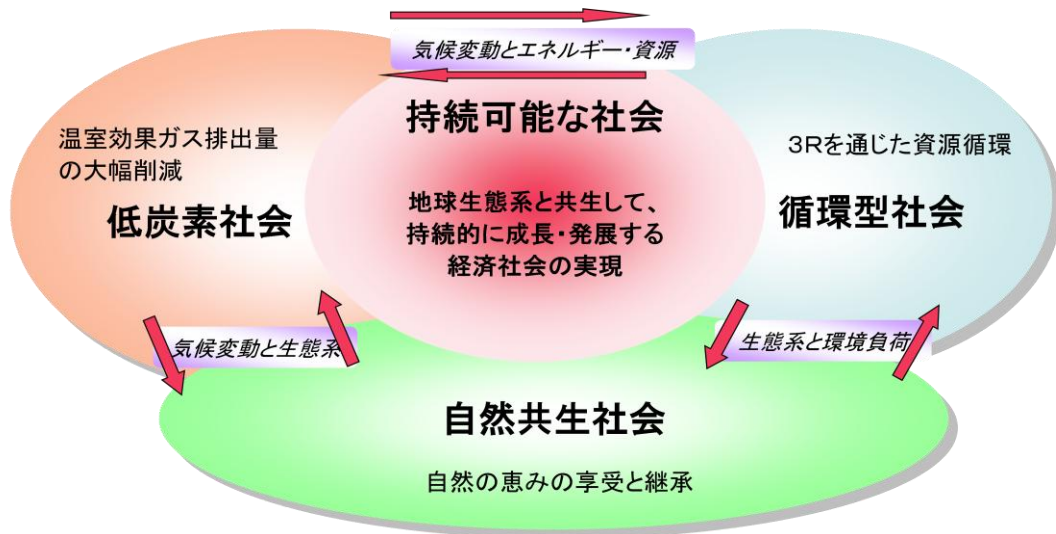 気候変動とエネルギー・資源
持続可能な社会
温室効果ガス排出量
の大幅削減
低炭素社会
地球生態系と共生して、
持続的に成長・発展する
経済社会の実現
3Rを通じた資源循環
循環型社会
気候変動と生態系
生態系と環境負荷
自然共生社会
自然の恵みの享受と継承